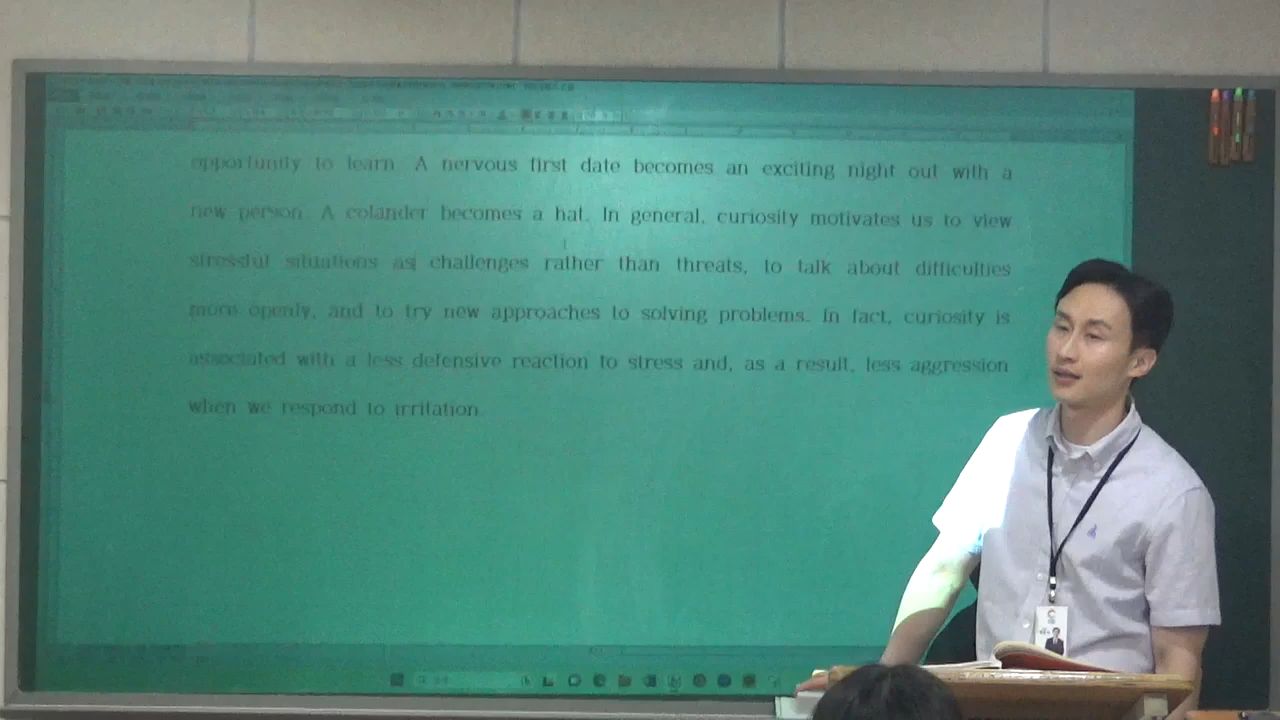 opportunity to learn. A nervous first date becomes an exciting night out with a
new person. A colander becomes a hat. In general, curiosity motivates us to view
stressful situations as challenges rather than threats, to talk about difficulties
more openly, and to try new approaches to solving problems. In fact, curiosity is
associated with a less defensive reaction to stress and, as a result, less aggression
when we respond to irritation.